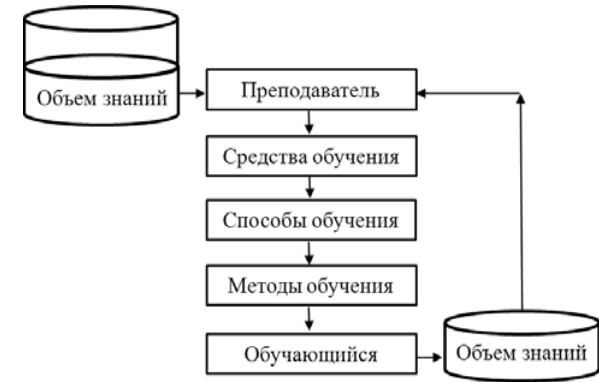 Объем знаний
Преподаватель
Средства обучения
Способы обучения
Методы обучения
Обучающийся
Объем знаний